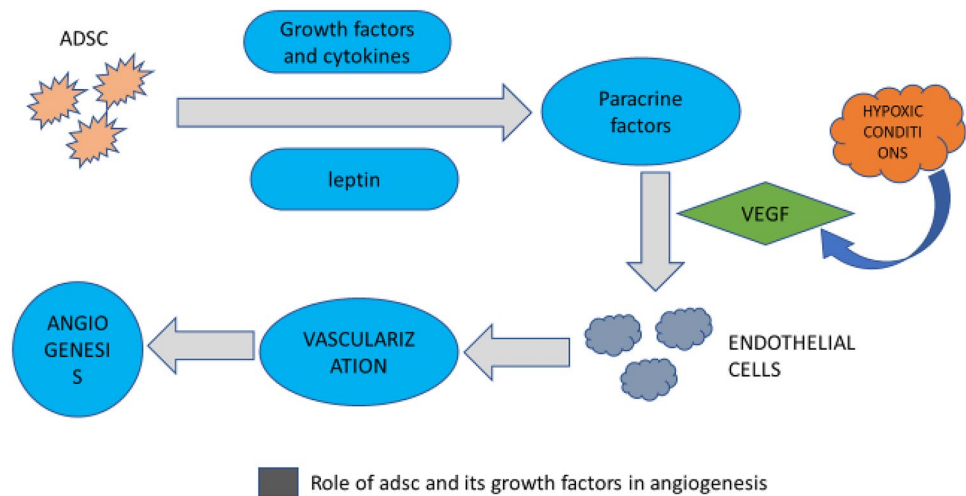 ADSC
Growth factors
and cytokines
leptin
Paracrine
factors
HYPOXIC
CONDITI
ONS
VEGF
ANGIO
GENESI
S
VASCULARIZ
ATION
ENDOTHELIAL
CELLS
Role of adsc and its growth factors in angiogenesis